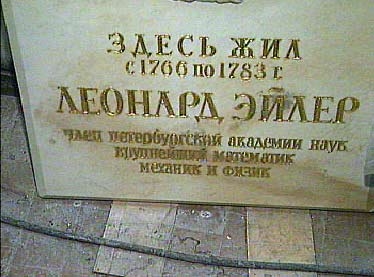 ЗДЕСЬ ЖИЛ
с 1766 по 1783 г.
ЛЕОНАРД ЭЙЛЕР
член петербургской академии наук
крупнейший математик
механик и физик